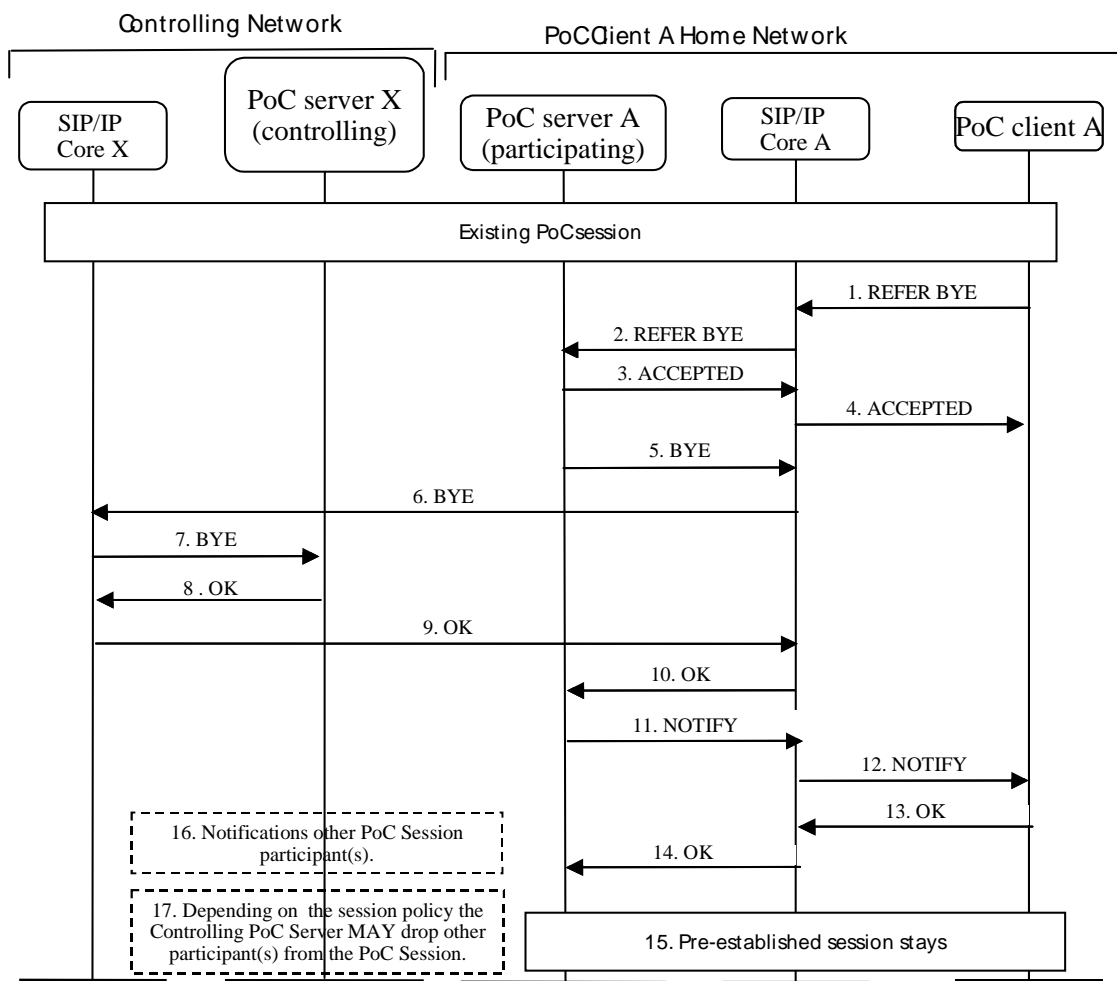 Controlling Network
PoCClient A Home Network
SIP/IP
Core X
PoC server X
(controlling)
PoC server A
(participating)
SIP/IP
Core A
PoC client A
Existing PoCsession
1. REFER BYE
2. REFER BYE
3. ACCEPTED
4. ACCEPTED
5. BYE
6. BYE
7. BYE
8 . OK
9. OK
10. OK
11. NOTIFY
12. NOTIFY
13. OK
14. OK
16. Notifications other PoC Session
participant(s).
17. Depending on the session policy the
Controlling PoC Server MAY drop other
participant(s) from the PoC Session.
15. Pre-established session stays